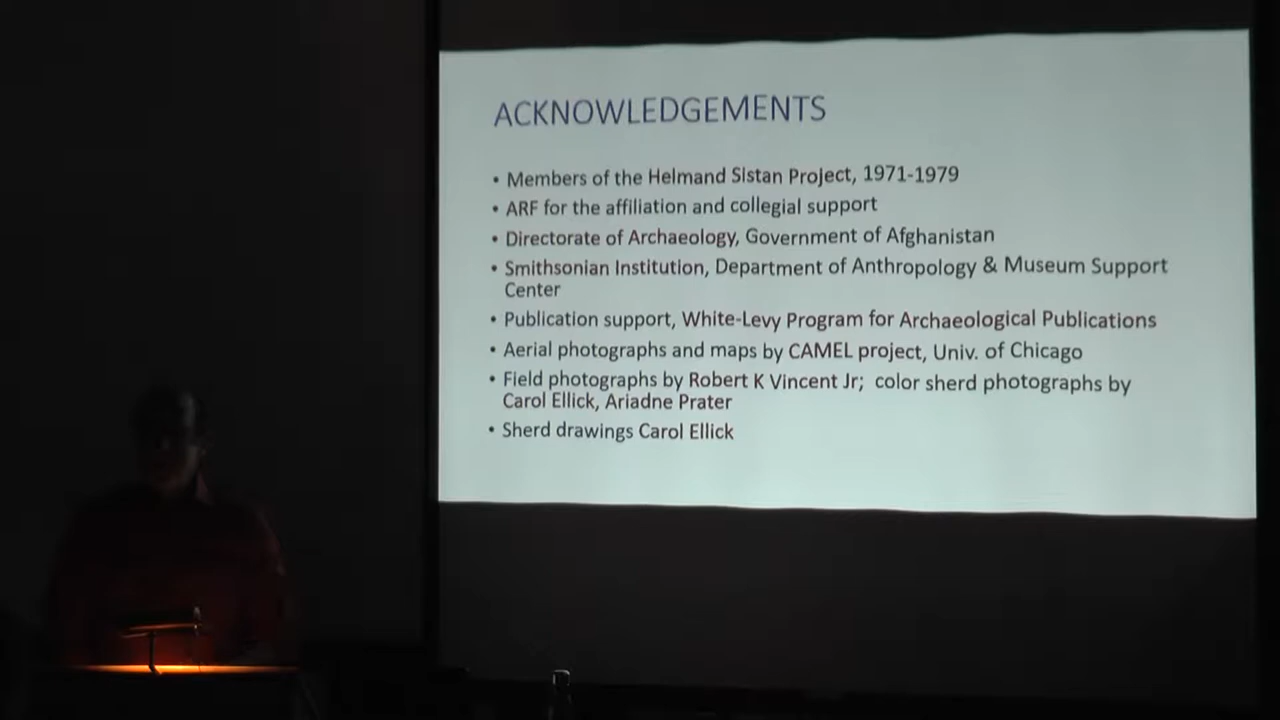 ACKNOWLEDGEMENTS
• Members of the Helmand Sistan Project, 1971-1979
• ARF for the affiliation and collegial support
• Directorate of Archaeology, Government of Afghanistan
• Smithsonian Institution, Department of Anthropology & Museum Support
Center
• Publication support, White-Levy Program for Archaeological Publications
• Aerial photographs and maps by CAMEL project, Univ. of Chicago
• Field photographs by Robert K Vincent Jr; color sherd photographs by
Carol Ellick, Ariadne Prater
• Sherd drawings Carol Ellick